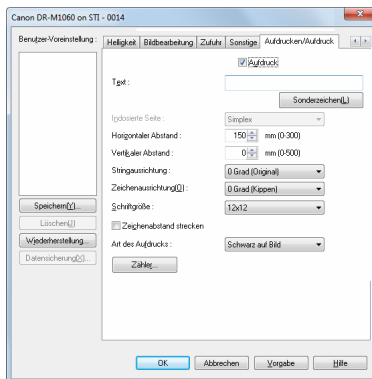 Canon DR-M1060 on STI - 0014
Benutzer-Voreinstellung :
Helligkeit Bildbearbeitung Zufuhr Sonstige Aufdrucken/Aufdruck
Aufdruck
Text :
Sonderzeichen(L)
Indosierte Seite : Simplex
Horizontaler Abstand : 150 mm (0-300)
Vertikaler Abstand : 0 mm (0-500)
Stringausrichtung : 0 Grad (Original)
Zeichenausrichtung(O) : 0 Grad (Kippen)
Schriftgröße : 12x12
Zeichenabstand strecken
Art des Aufdrucks : Schwarz auf Bild
Zähler...
Speichern(Y)...
Löschen(J)
Wiederherstellung...
Datensicherung(X)...
OK Abbrechen Vorgabe Hilfe